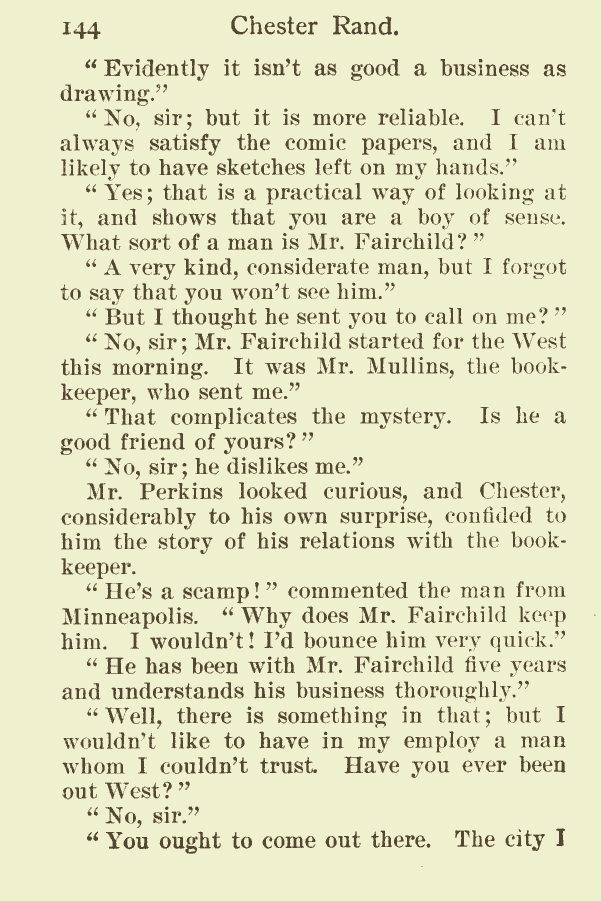 144 Chester Rand.
“ Evidently it isn’t as good a business as
drawing.”
“ No, sir; but it is more reliable. I can’t
always satisfy the comic papers, and I am
likely to have sketches left on my hands.”
“ Yes; that is a practical way of looking at
it, and shows that you are a boy of sense.
What sort of a man is Mr. Fairchild? ”
“ A very kind, considerate man, but I forgot
to say that you won’t see him.”
“ But I thought he sent you to call on me? ”
“ No, sir; Mr. Fairchild started for the West
this morning. It was Mr. Mullins, the book-
keeper, who sent me.”
“ That complicates the mystery. Is he a
good friend of yours? ”
“ No, sir; he dislikes me.”
Mr. Perkins looked curious, and Chester,
considerably to his own surprise, confided to
him the story of his relations with the book-
keeper.
“ He’s a scamp! ” commented the man from
Minneapolis. “ Why does Mr. Fairchild keep
him. I wouldn’t! I’d bounce him very quick.”
“ He has been with Mr. Fairchild five years
and understands his business thoroughly.”
“ Well, there is something in that; but I
wouldn’t like to have in my employ a man
whom I couldn’t trust. Have you ever been
out West? ”
“ No, sir.”
“ You ought to come out there. The city I